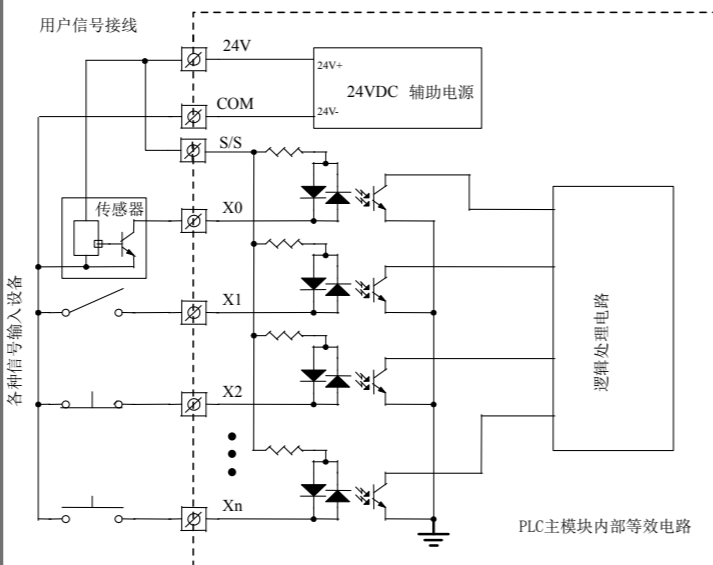 用户信号接线
24V
24V+
24VDC 辅助电源
COM
24V-
S/S
传感器
X0
X1
各种信号输入设备
逻辑处理电路
X2
Xn
PLC主模块内部等效电路